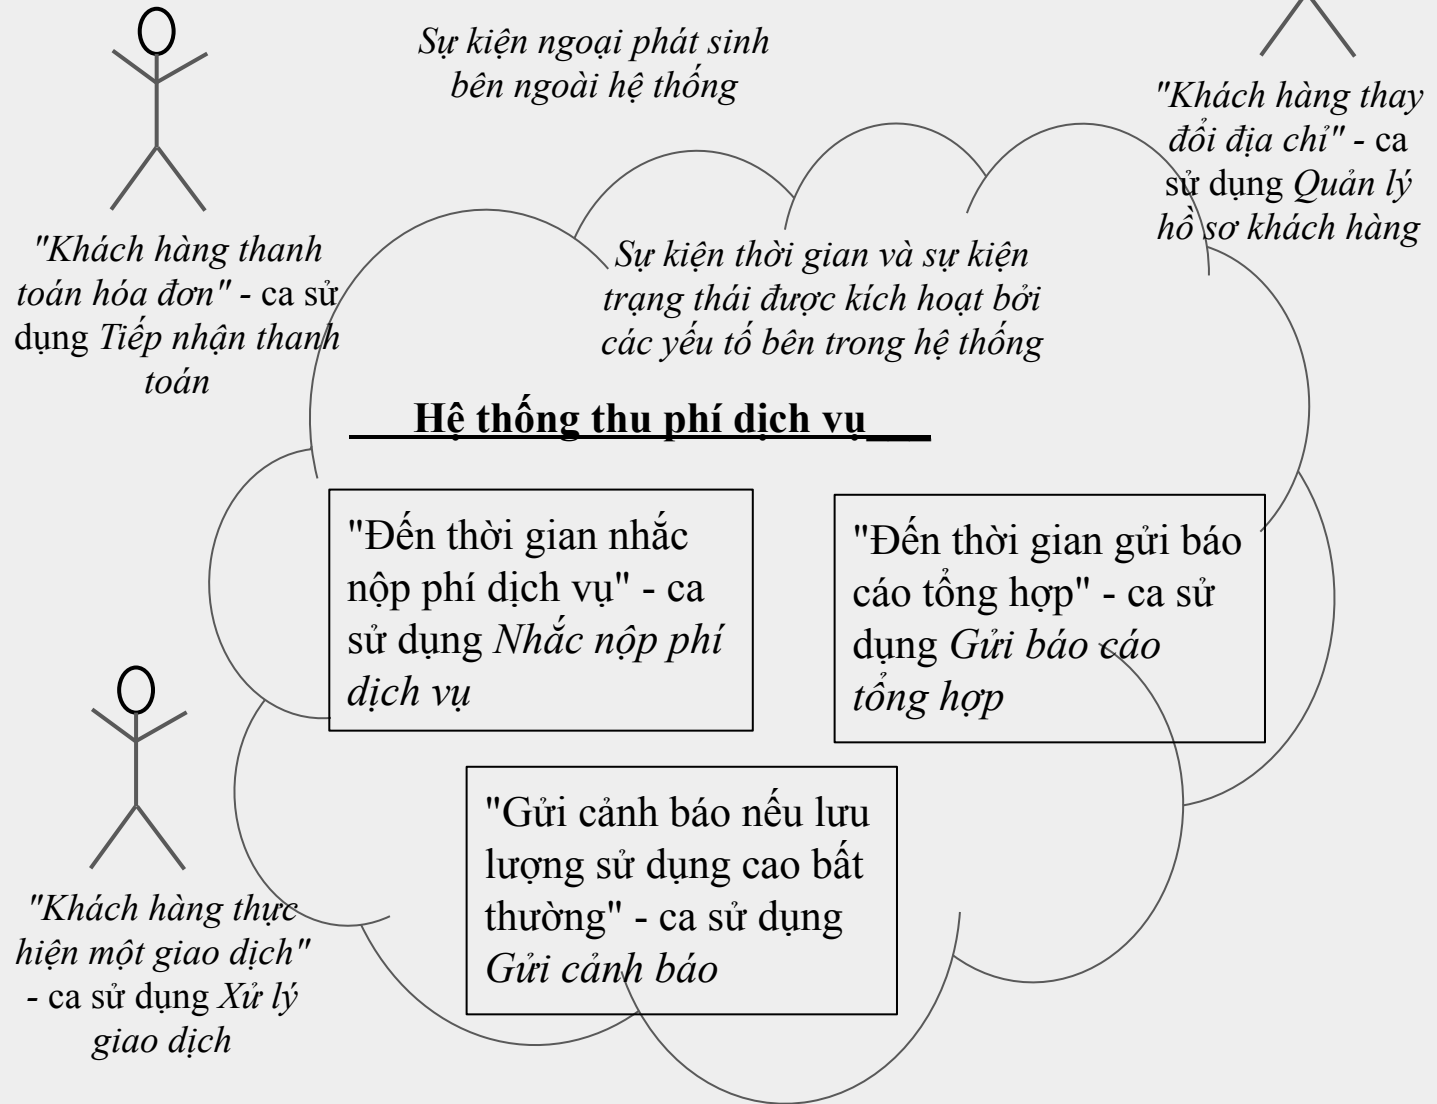 Sự kiện ngoại phát sinh
bên ngoài hệ thống
"Khách hàng thay
đổi địa chỉ" - ca
sử dụng Quản lý
hồ sơ khách hàng
"Khách hàng thanh
toán hóa đơn" - ca sử
dụng Tiếp nhận thanh
toán
Sự kiện thời gian và sự kiện
trạng thái được kích hoạt bởi
các yếu tố bên trong hệ thống
Hệ thống thu phí dịch vụ
"Đến thời gian nhắc
nộp phí dịch vụ" - ca
sử dụng Nhắc nộp phí
dịch vụ
"Đến thời gian gửi báo
cáo tổng hợp" - ca sử
dụng Gửi báo cáo
tổng hợp
"Gửi cảnh báo nếu lưu
lượng sử dụng cao bất
thường" - ca sử dụng
Gửi cảnh báo
"Khách hàng thực
hiện một giao dịch"
- ca sử dụng Xử lý
giao dịch